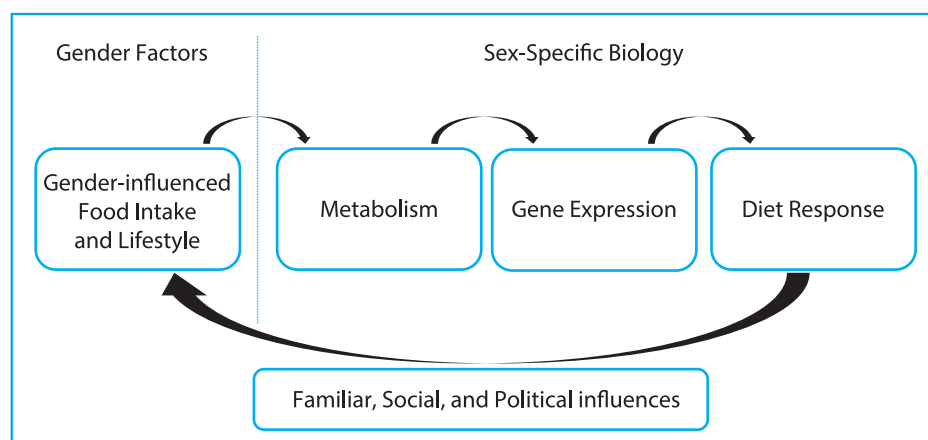 Gender Factors
Sex-Specific Biology
Gender-influenced
Food Intake
and Lifestyle
Metabolism
Gene Expression
Diet Response
Familiar, Social, and Political influences